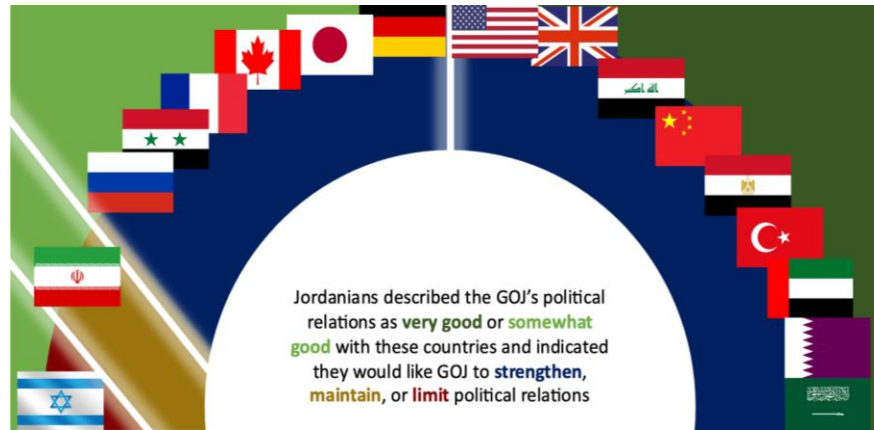 الله اكبر
Jordanians described the GOJ's political
relations as very good or somewhat
good with these countries and indicated
they would like GOJ to strengthen,
maintain, or limit political relations